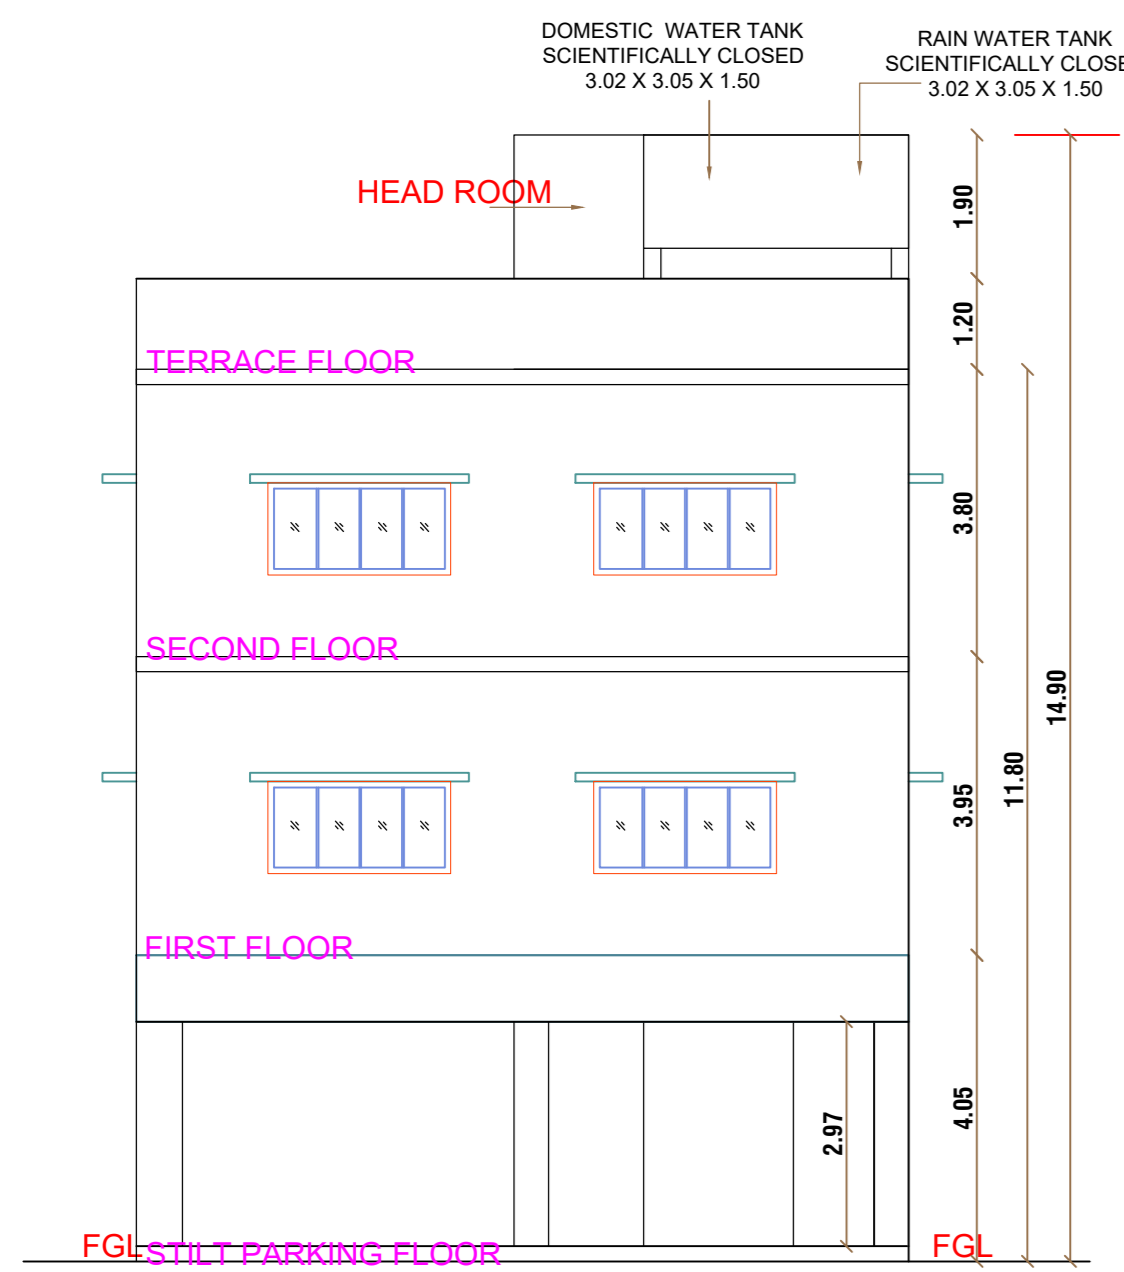 DOMESTIC WATER TANK
SCIENTIFICALLY CLOSED
3.02 X 3.05 X 1.50
RAIN WATER TANK
SCIENTIFICALLY CLOSE
3.02 X 3.05 X 1.50
HEAD ROOM
1.90
1.20
TERRACE FLOOR
3.80
SECOND FLOOR
14.90
11.80
3.95
FIRST FLOOR
4.05
2.97
FGL
STILT PARKING FLOOR
FGL